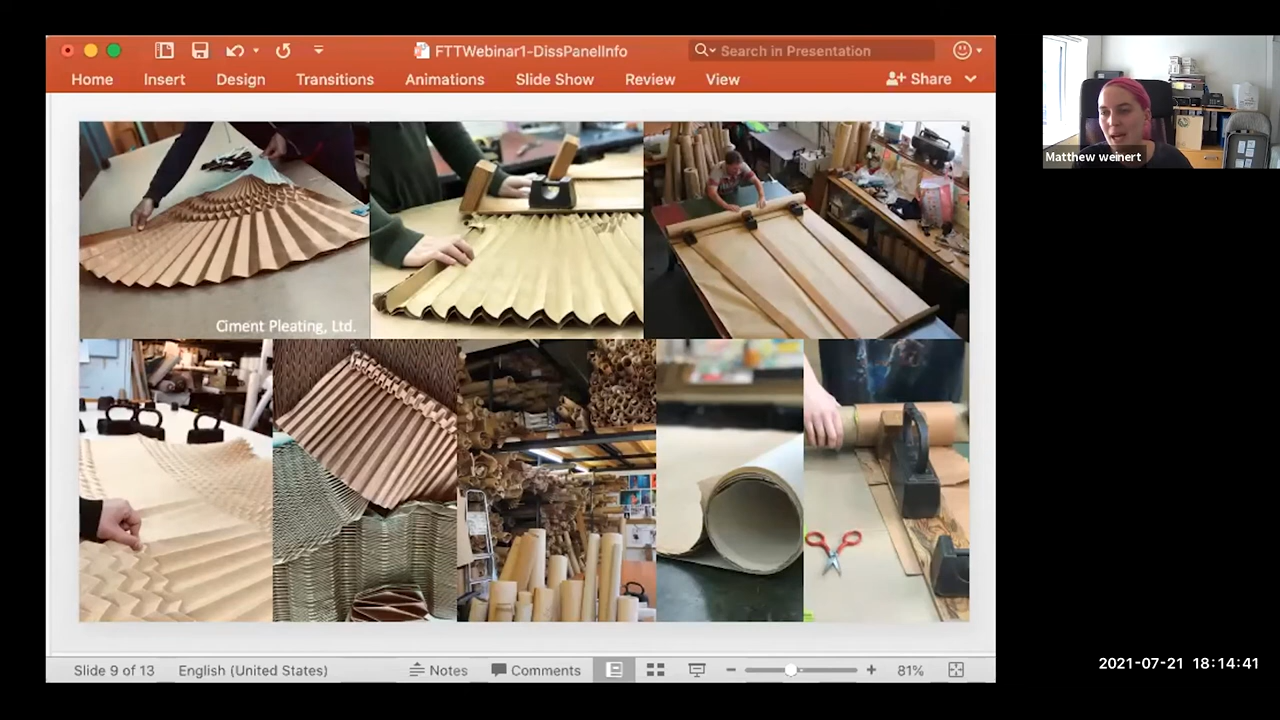 FTTWebinar1-DissPanelInfo
Search in Presentation
Home Insert Design Transitions Animations Slide Show Review View Share
Matthew weinert
Ciment Pleating, Ltd.
Slide 9 of 13 English (United States) Notes Comments 81%
2021-07-21 18:14:41